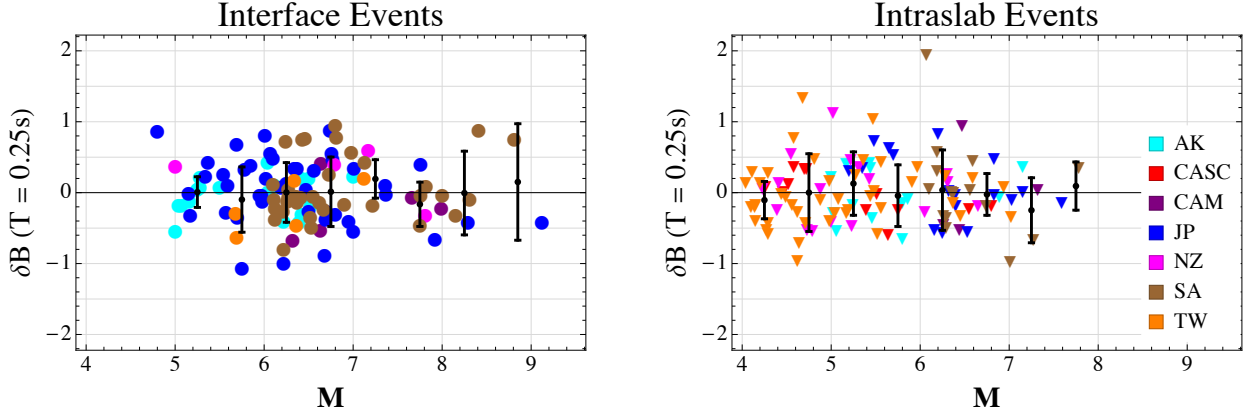 Interface Events
2
1
0
−1
−2
δB (T = 0.25s)
4 5 6 7 8 9
M
Intraslab Events
2
1
0
−1
−2
δB (T = 0.25s)
4 5 6 7 8 9
M
AK
CASC
CAM
JP
NZ
SA
TW